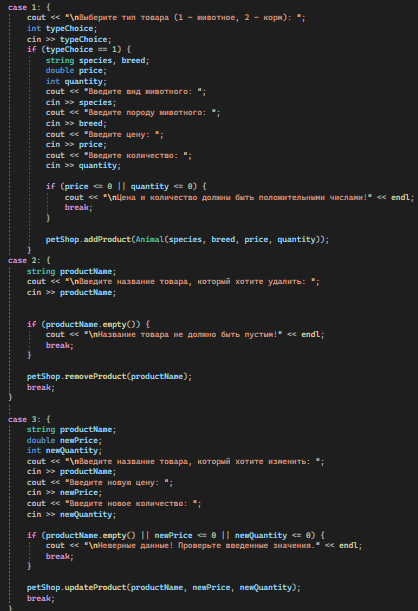 case 1: {
    cout << "\nВыберите тип товара (1 - животное, 2 - корм): ";
    int typeChoice;
    cin >> typeChoice;
    if (typeChoice == 1) {
        string species, breed;
        double price;
        int quantity;
        cout << "Введите вид животного: ";
        cin >> species;
        cout << "Введите породу животного: ";
        cin >> breed;
        cout << "Введите цену: ";
        cin >> price;
        cout << "Введите количество: ";
        cin >> quantity;

        if (price <= 0 || quantity <= 0) {
            cout << "\nЦена и количество должны быть положительными числами!" << endl;
            break;
        }

        petShop.addProduct(Animal(species, breed, price, quantity));
    }
case 2: {
    string productName;
    cout << "\nВведите название товара, который хотите удалить: ";
    cin >> productName;


    if (productName.empty()) {
        cout << "\nНазвание товара не должно быть пустым!" << endl;
        break;
    }

    petShop.removeProduct(productName);
    break;
}

case 3: {
    string productName;
    double newPrice;
    int newQuantity;
    cout << "\nВведите название товара, который хотите изменить: ";
    cin >> productName;
    cout << "Введите новую цену: ";
    cin >> newPrice;
    cout << "Введите новое количество: ";
    cin >> newQuantity;

    if (productName.empty() || newPrice <= 0 || newQuantity <= 0) {
        cout << "\nНеверные данные! Проверьте введенные значения." << endl;
        break;
    }

    petShop.updateProduct(productName, newPrice, newQuantity);
    break;
}